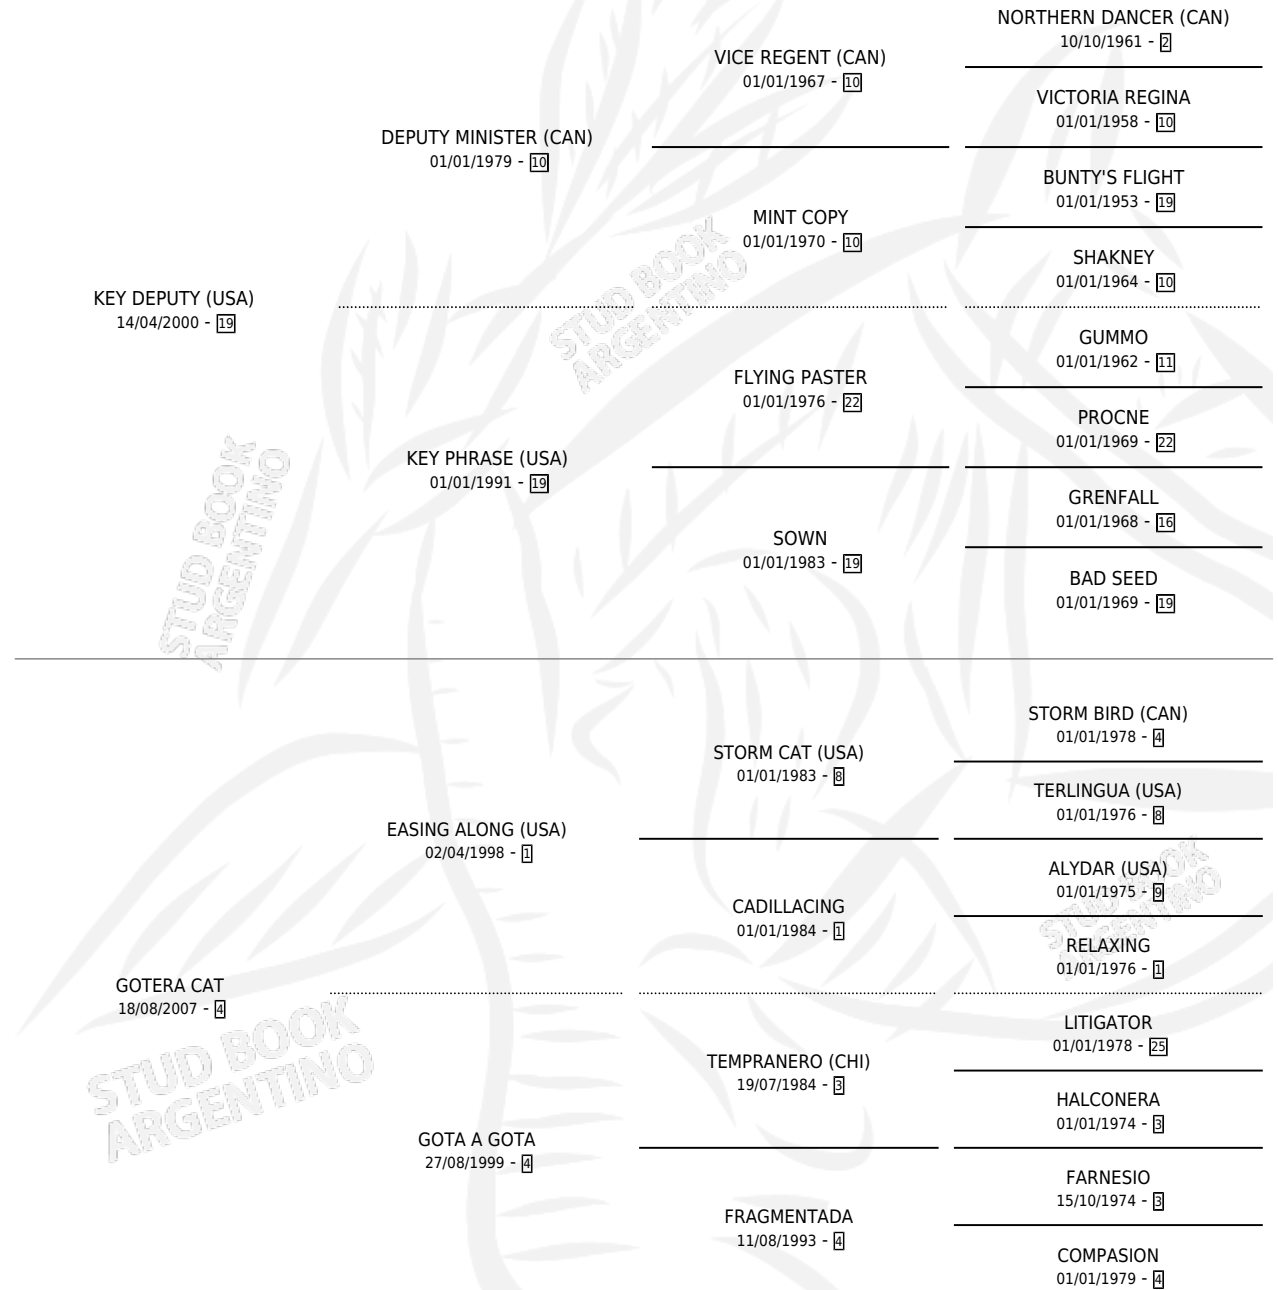 NORTHERN DANCER (CAN)
10/10/1961 - 2
VICE REGENT (CAN)
01/01/1967 - 10
VICTORIA REGINA
01/01/1958 - 10
DEPUTY MINISTER (CAN)
01/01/1979 - 10
BUNTY'S FLIGHT
01/01/1953 - 19
MINT COPY
01/01/1970 - 10
SHAKNEY
01/01/1964 - 10
KEY DEPUTY (USA)
14/04/2000 - 19
STUD BOOK
ARGENTINO
GUMMO
01/01/1962 - 11
FLYING PASTER
01/01/1976 - 22
PROCNE
01/01/1969 - 22
KEY PHRASE (USA)
01/01/1991 - 19
GRENFALL
01/01/1968 - 16
SOWN
01/01/1983 - 19
BAD SEED
01/01/1969 - 19
STUD BOOK
ARGENTINO
STORM BIRD (CAN)
01/01/1978 - 4
STORM CAT (USA)
01/01/1983 - 8
TERLINGUA (USA)
01/01/1976 - 8
EASING ALONG (USA)
02/04/1998 - 1
ALYDAR (USA)
01/01/1975 - 9
CADILLACING
01/01/1984 - 1
RELAXING
01/01/1976 - 1
STUD BOOK
ARGENTINO
GOTERA CAT
18/08/2007 - 4
LITIGATOR
01/01/1978 - 25
TEMPRANERO (CHI)
19/07/1984 - 3
HALCONERA
01/01/1974 - 3
STUD BOOK
ARGENTINO
GOTA A GOTA
27/08/1999 - 4
FARNESIO
15/10/1974 - 3
FRAGMENTADA
11/08/1993 - 4
COMPASION
01/01/1979 - 4